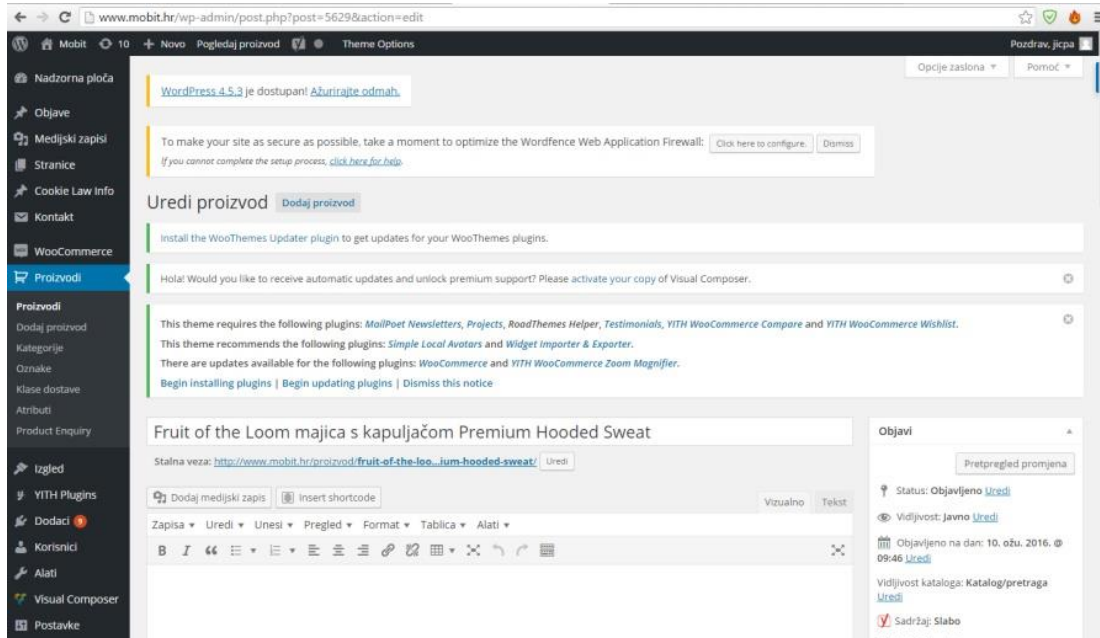 www.mobit.hr/wp-admin/post.php?post=5629&action=edit
Mobit 10 + Novo Pogledaj proizvod Theme Options Pozdrav, jicpa
Opcije zaslona Pomoć
Nadzorna ploča
Objave
Medijski zapisi
Stranice
Cookie Law Info
Kontakt
WooCommerce
Proizvodi
Proizvodi
Dodaj proizvod
Kategorije
Oznake
Klase dostave
Atributi
Product Enquiry
Izgled
YITH Plugins
Dodaci 9
Korisnici
Alati
Visual Composer
Postavke
WordPress 4.5.3 je dostupan! Ažurirajte odmah.
To make your site as secure as possible, take a moment to optimize the Wordfence Web Application Firewall: Click here to configure. Dismiss
If you cannot complete the setup process, click here for help.
Uredi proizvod Dodaj proizvod
Install the WooThemes Updater plugin to get updates for your WooThemes plugins.
Hola! Would you like to receive automatic updates and unlock premium support? Please activate your copy of Visual Composer.
This theme requires the following plugins: MailPoet Newsletters, Projects, RoadThemes Helper, Testimonials, YITH WooCommerce Compare and YITH WooCommerce Wishlist.
This theme recommends the following plugins: Simple Local Avatars and Widget Importer & Exporter.
There are updates available for the following plugins: WooCommerce and YITH WooCommerce Zoom Magnifier.
Begin installing plugins | Begin updating plugins | Dismiss this notice
Fruit of the Loom majica s kapuljačom Premium Hooded Sweat
Stalna veza: http://www.mobit.hr/proizvod/fruit-of-the-loo...ium-hooded-sweat/ Uredi
Dodaj medijski zapis Insert shortcode Vizualno Tekst
Zapisa Uredi Unesi Pregled Format Tablica Alati
B I
Objavi
Pretpregled promjena
Status: Objavljeno Uredi
Vidljivost: Javno Uredi
Objavljeno na dan: 10. ožu. 2016. @
09:46 Uredi
Vidljivost kataloga: Katalog/pretraga
Uredi
Sadržaj: Slabo